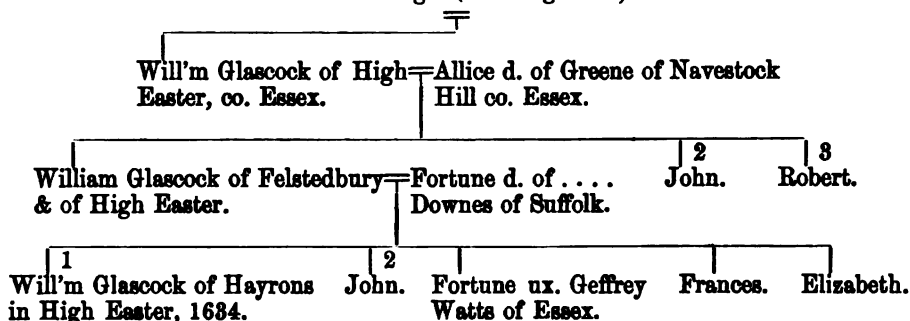 Will'm Glascock of High=Allice d. of Greene of Navestock
Easter, co. Essex. Hill co. Essex.
2 3
William Glascock of Felstedbury=Fortune d. of . . . . John. Robert.
& of High Easter. Downes of Suffolk.
1 2
Will'm Glascock of Hayrons John. Fortune ux. Geffrey Frances. Elizabeth.
in High Easter, 1634. Watts of Essex.